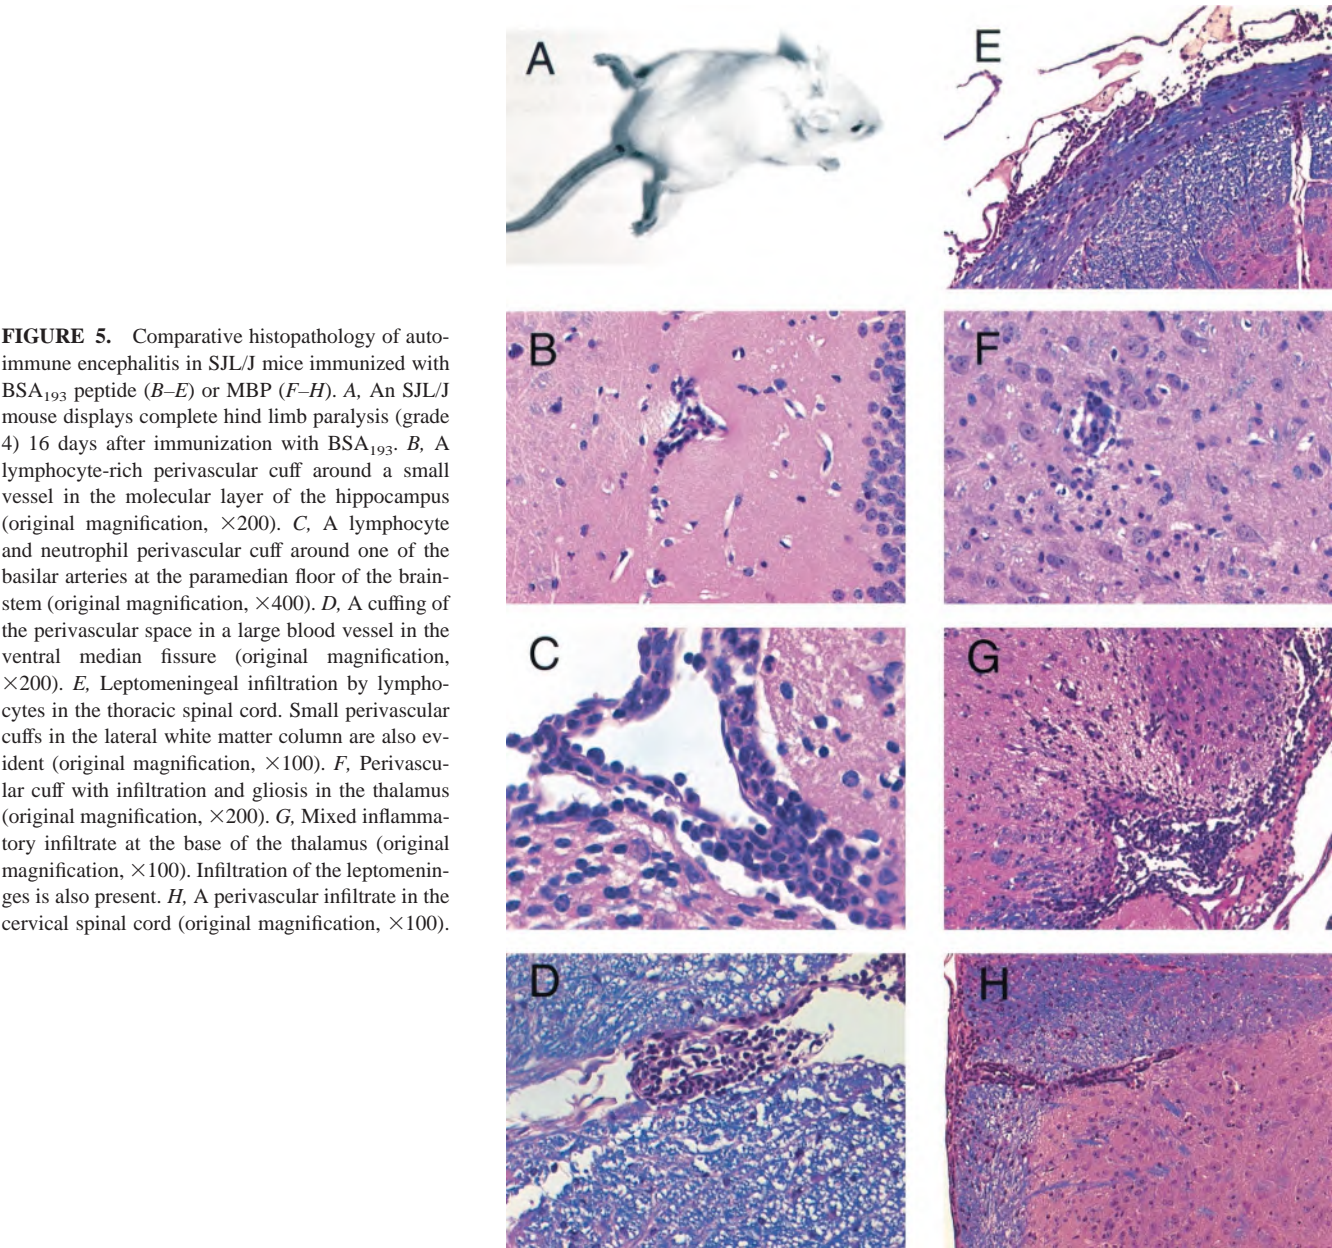 FIGURE 5. Comparative histopathology of auto-
immune encephalitis in SJL/J mice immunized with
BSA193 peptide (B–E) or MBP (F–H). A, An SJL/J
mouse displays complete hind limb paralysis (grade
4) 16 days after immunization with BSA193. B, A
lymphocyte-rich perivascular cuff around a small
vessel in the molecular layer of the hippocampus
(original magnification, ×200). C, A lymphocyte
and neutrophil perivascular cuff around one of the
basilar arteries at the paramedian floor of the brain-
stem (original magnification, ×400). D, A cuffing of
the perivascular space in a large blood vessel in the
ventral median fissure (original magnification,
×200). E, Leptomeningeal infiltration by lympho-
cytes in the thoracic spinal cord. Small perivascular
cuffs in the lateral white matter column are also ev-
ident (original magnification, ×100). F, Perivascu-
lar cuff with infiltration and gliosis in the thalamus
(original magnification, ×200). G, Mixed inflamma-
tory infiltrate at the base of the thalamus (original
magnification, ×100). Infiltration of the leptomenin-
ges is also present. H, A perivascular infiltrate in the
cervical spinal cord (original magnification, ×100).
A
B
C
D
E
F
G
H